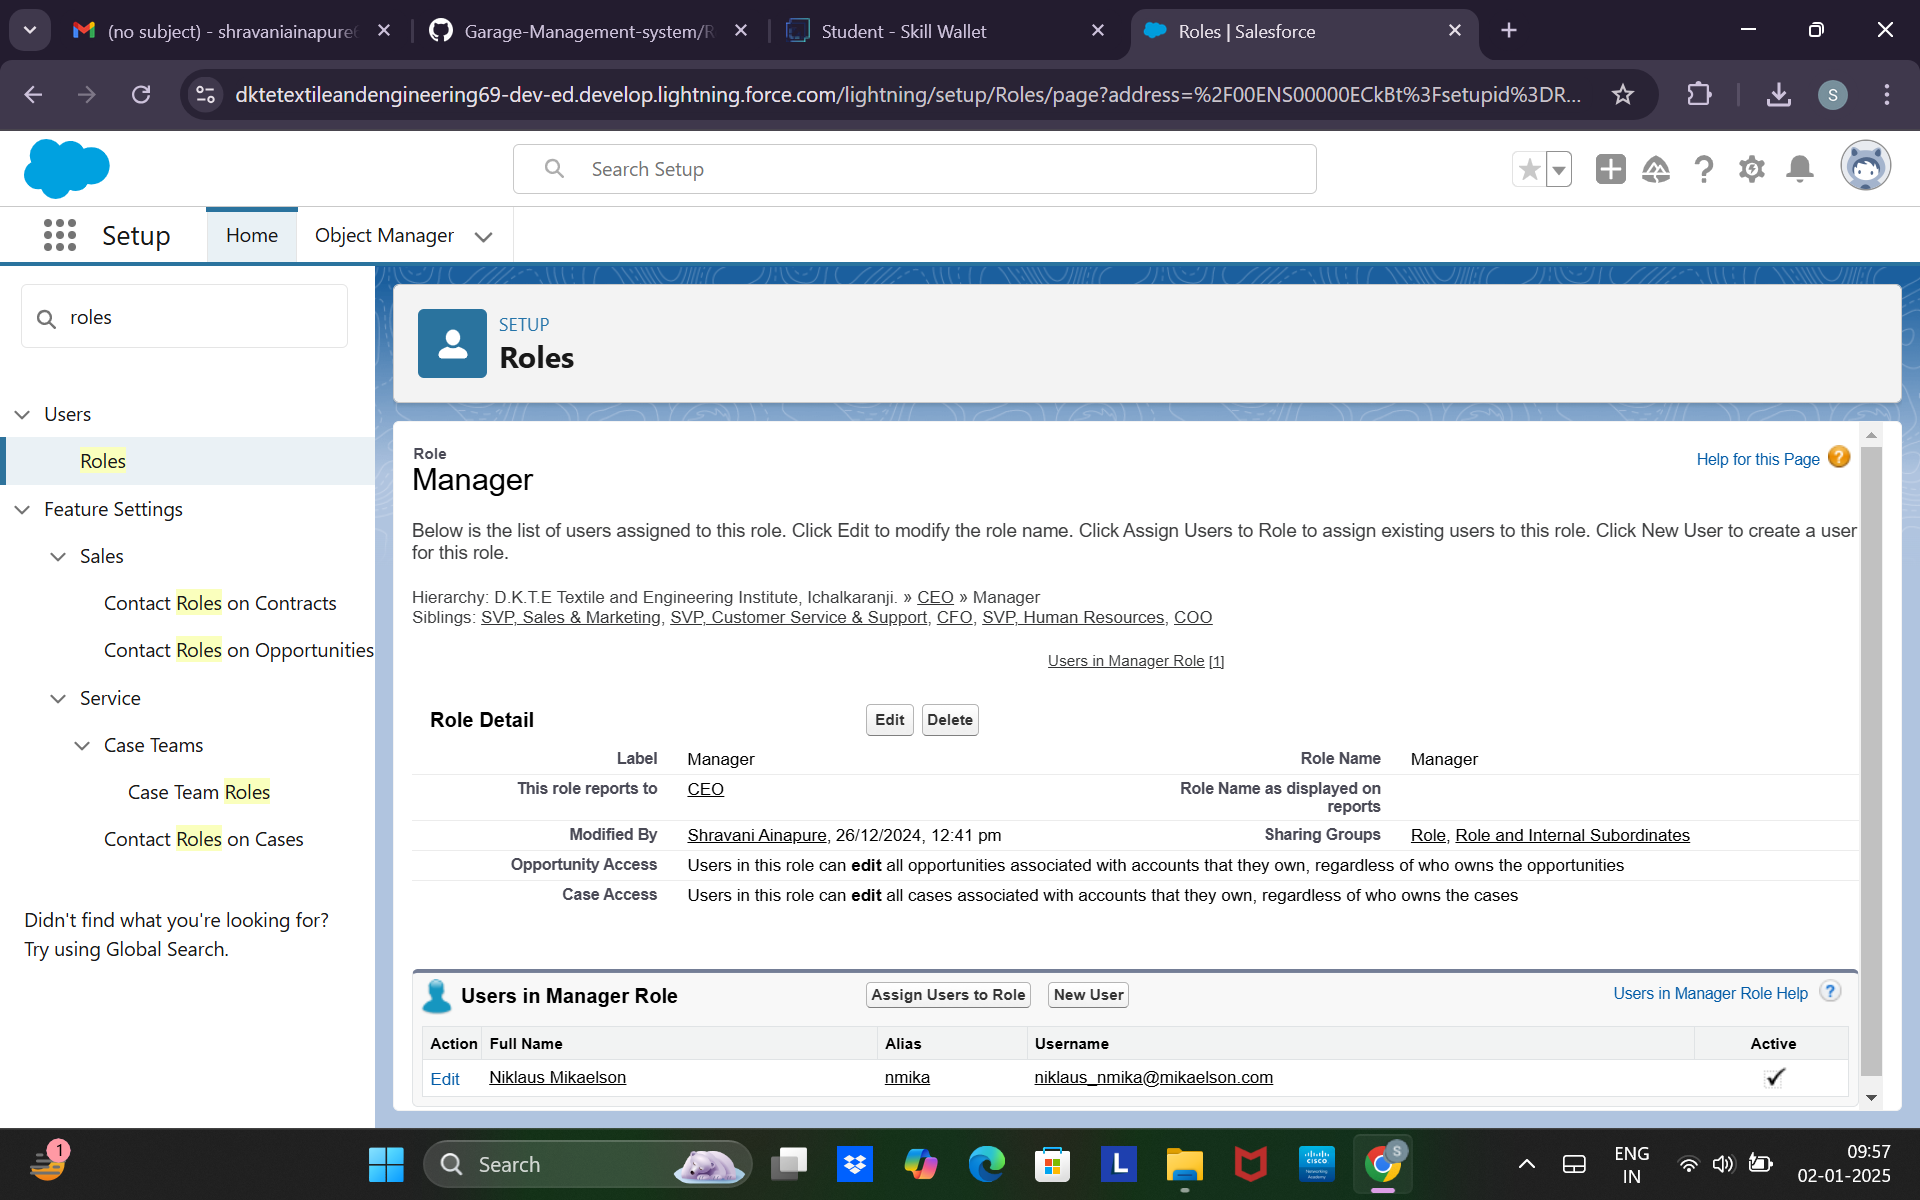 (no subject) - shravaniainapure6
Garage-Management-system/R
Student - Skill Wallet
Roles | Salesforce
dktetextileandengineering69-dev-ed.develop.lightning.force.com/lightning/setup/Roles/page?address=%2F00ENS00000ECkBt%3Fsetupid%3DR...
S
Search Setup
Setup
Home
Object Manager
roles
Users
Roles
Feature Settings
Sales
Contact Roles on Contracts
Contact Roles on Opportunities
Service
Case Teams
Case Team Roles
Contact Roles on Cases
Didn't find what you're looking for?
Try using Global Search.
SETUP
Roles
Role
Manager
Help for this Page ?
Below is the list of users assigned to this role. Click Edit to modify the role name. Click Assign Users to Role to assign existing users to this role. Click New User to create a user
for this role.
Hierarchy: D.K.T.E Textile and Engineering Institute, Ichalkaranji. » CEO » Manager
Siblings: SVP, Sales & Marketing, SVP, Customer Service & Support, CFO, SVP, Human Resources, COO
Users in Manager Role [1]
Role Detail
Edit
Delete
Label Manager Role Name Manager
This role reports to CEO Role Name as displayed on
reports
Modified By Shravani Ainapure, 26/12/2024, 12:41 pm Sharing Groups Role, Role and Internal Subordinates
Opportunity Access Users in this role can edit all opportunities associated with accounts that they own, regardless of who owns the opportunities
Case Access Users in this role can edit all cases associated with accounts that they own, regardless of who owns the cases
Users in Manager Role
Assign Users to Role
New User
Users in Manager Role Help ?
Action Full Name Alias Username Active
Edit Niklaus Mikaelson nmika niklaus_nmika@mikaelson.com
1
Search
L
CISCO
S
ENG
IN
09:57
02-01-2025